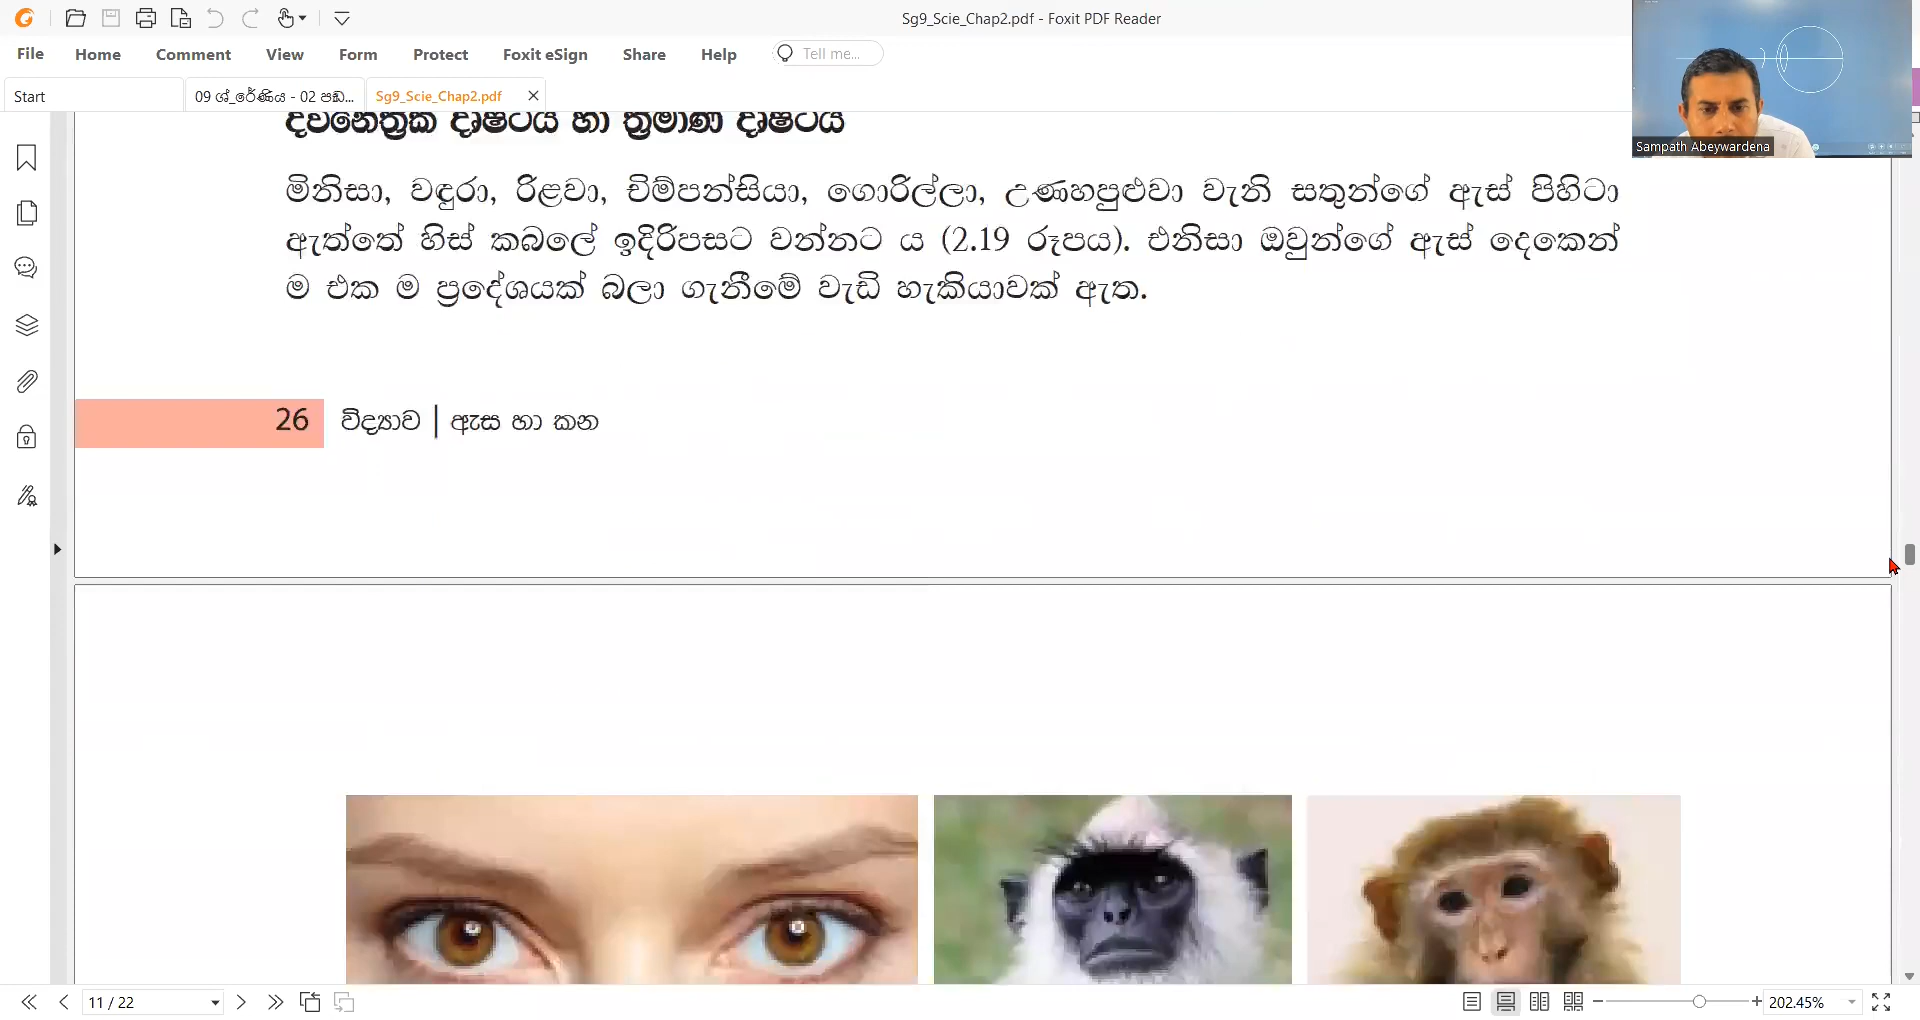 Sg9_Scie_Chap2.pdf - Foxit PDF Reader
File Home Comment View Form Protect Foxit eSign Share Help Tell me...
Start 09 ශ්‍රේණිය - 02 පාඩ... Sg9_Scie_Chap2.pdf
Sampath Abeywardena
ද්විනේත්‍රික දෘෂ්ටිය හා ත්‍රිමාණ දෘෂ්ටිය
මිනිසා, වඳුරා, රිළවා, චිම්පන්සියා, ගොරිල්ලා, උණහපුළුවා වැනි සතුන්ගේ ඇස් පිහිටා
ඇත්තේ හිස් කබලේ ඉදිරිපසට වන්නට ය (2.19 රූපය). එනිසා ඔවුන්ගේ ඇස් දෙකෙන්
ම එක ම ප්‍රදේශයක් බලා ගැනීමේ වැඩි හැකියාවක් ඇත.
26 විද්‍යාව | ඇස හා කන
11 / 22
202.45%